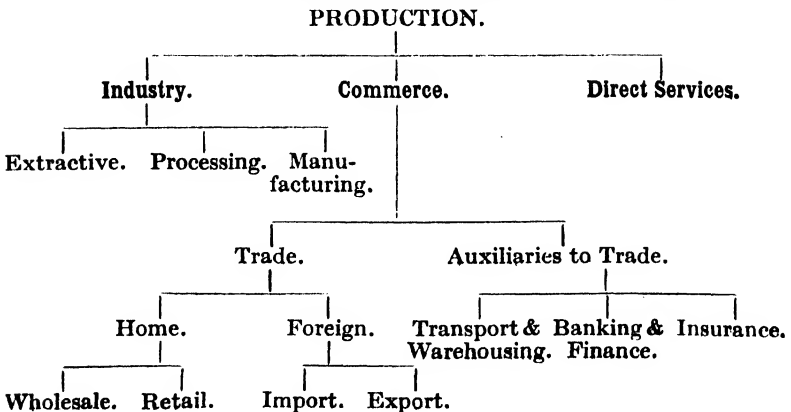 PRODUCTION.
Industry. Commerce. Direct Services.
Extractive. Processing. Manu-
facturing.
Trade. Auxiliaries to Trade.
Home. Foreign. Transport & Banking & Insurance.
Warehousing. Finance.
Wholesale. Retail. Import. Export.